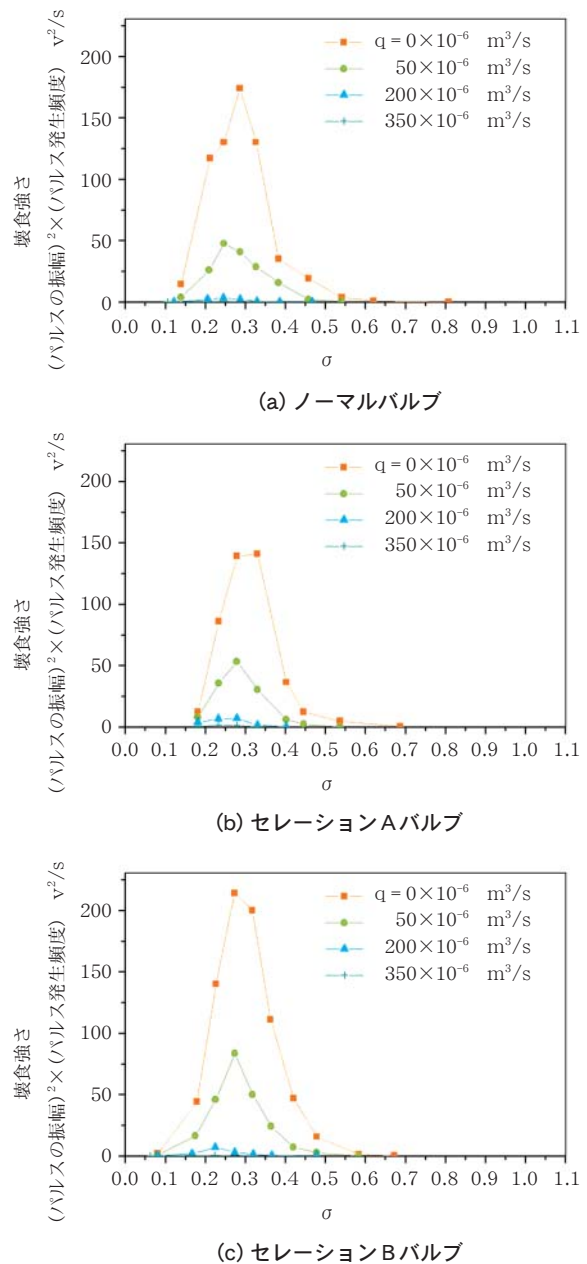 壊食強さ
(パルスの振幅)²×(パルス発生頻度) v²/s
200
150
100
50
0
q = 0×10⁻⁶ m³/s
50×10⁻⁶ m³/s
200×10⁻⁶ m³/s
350×10⁻⁶ m³/s
0.0 0.1 0.2 0.3 0.4 0.5 0.6 0.7 0.8 0.9 1.0 1.1
σ
(a) ノーマルバルブ
壊食強さ
(パルスの振幅)²×(パルス発生頻度) v²/s
200
150
100
50
0
q = 0×10⁻⁶ m³/s
50×10⁻⁶ m³/s
200×10⁻⁶ m³/s
350×10⁻⁶ m³/s
0.0 0.1 0.2 0.3 0.4 0.5 0.6 0.7 0.8 0.9 1.0 1.1
σ
(b) セレーションAバルブ
壊食強さ
(パルスの振幅)²×(パルス発生頻度) v²/s
200
150
100
50
0
q = 0×10⁻⁶ m³/s
50×10⁻⁶ m³/s
200×10⁻⁶ m³/s
350×10⁻⁶ m³/s
0.0 0.1 0.2 0.3 0.4 0.5 0.6 0.7 0.8 0.9 1.0 1.1
σ
(c) セレーションBバルブ